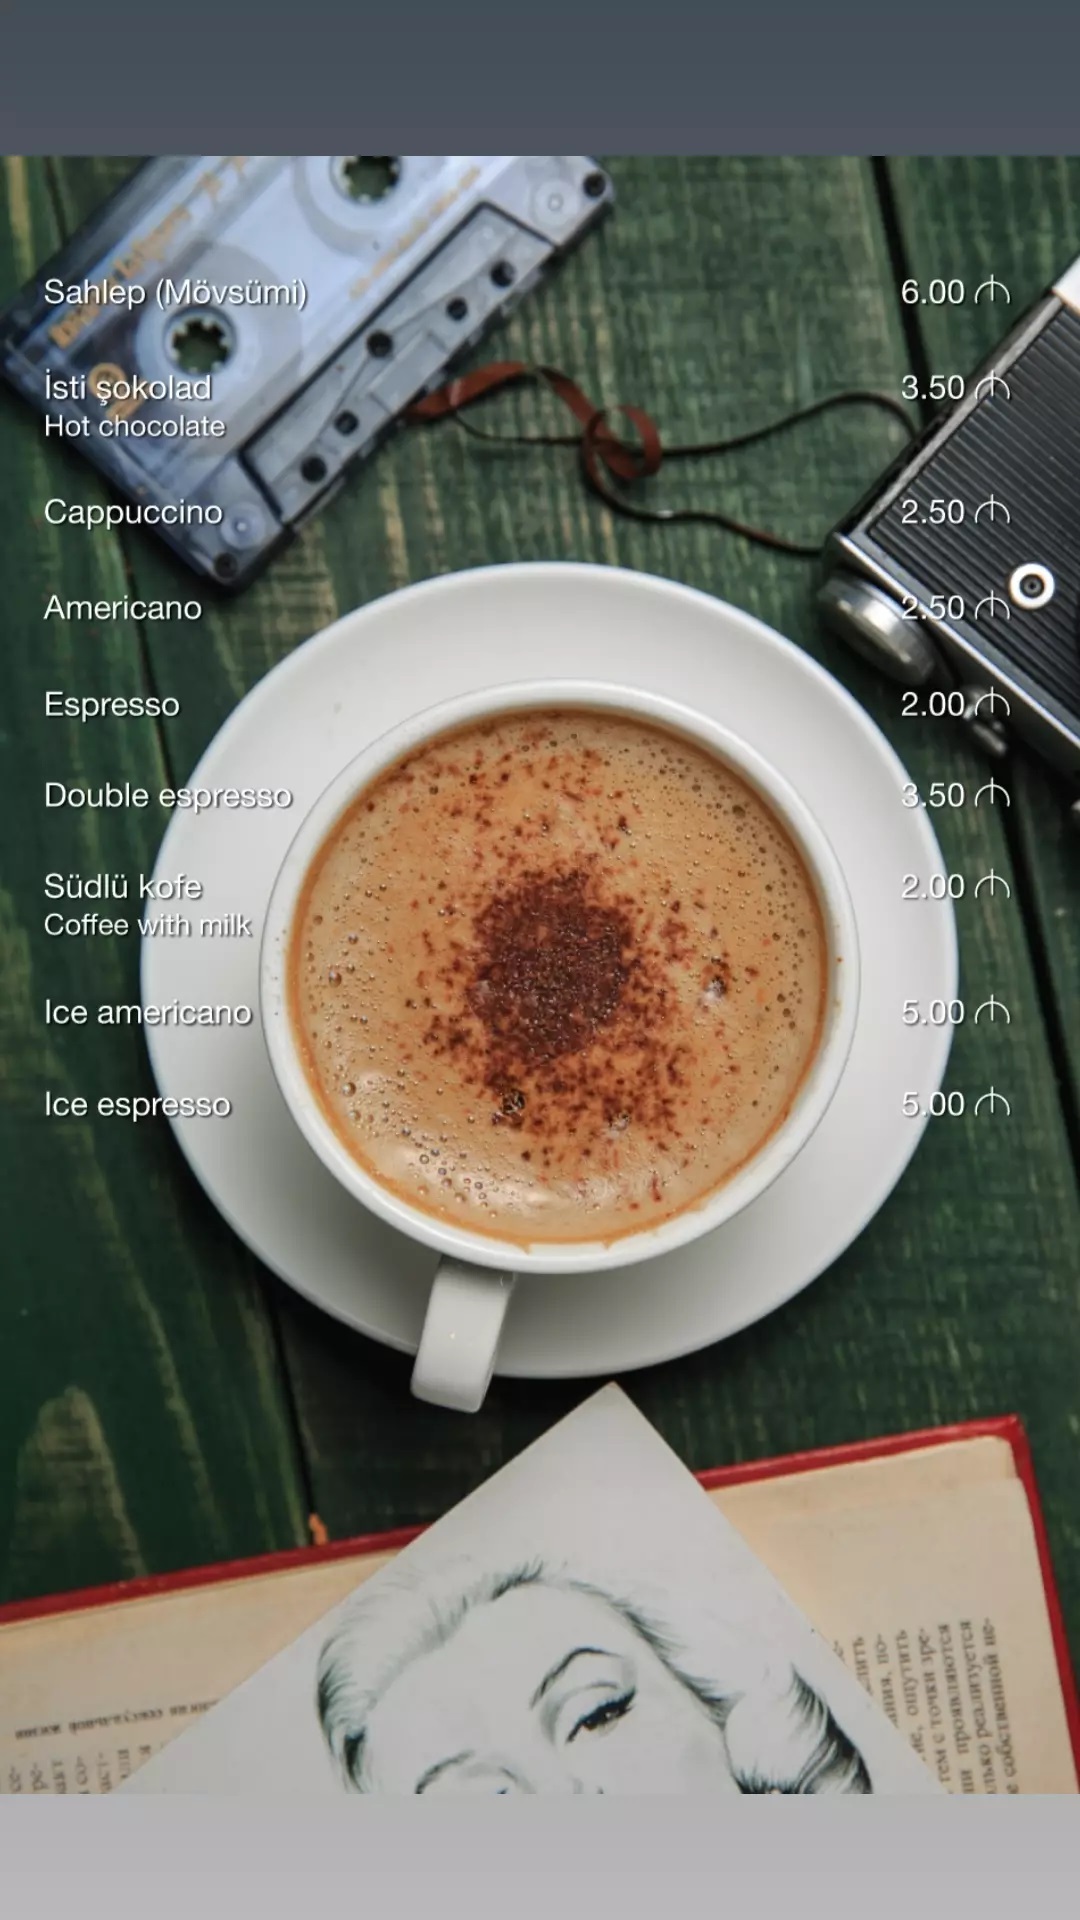 Sahlep (Mövsümi) 6.00 ₼
İsti şokolad 3.50 ₼
Hot chocolate
Cappuccino 2.50 ₼
Americano 2.50 ₼
Espresso 2.00 ₼
Double espresso 3.50 ₼
Südlü kofe 2.00 ₼
Coffee with milk
Ice americano 5.00 ₼
Ice espresso 5.00 ₼